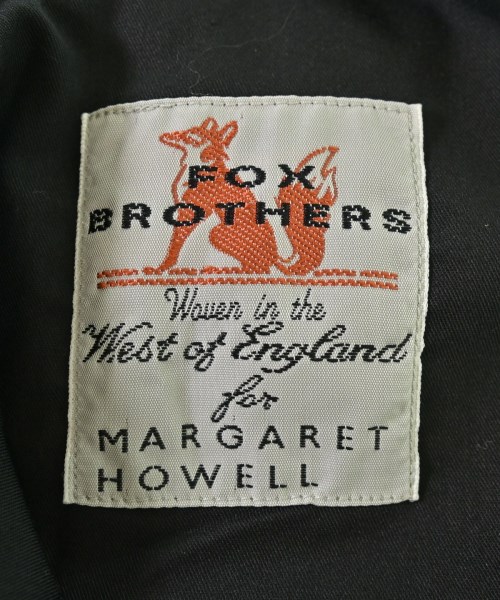 FOX
BROTHERS
Woven in the
West of England
for
MARGARET
HOWELL